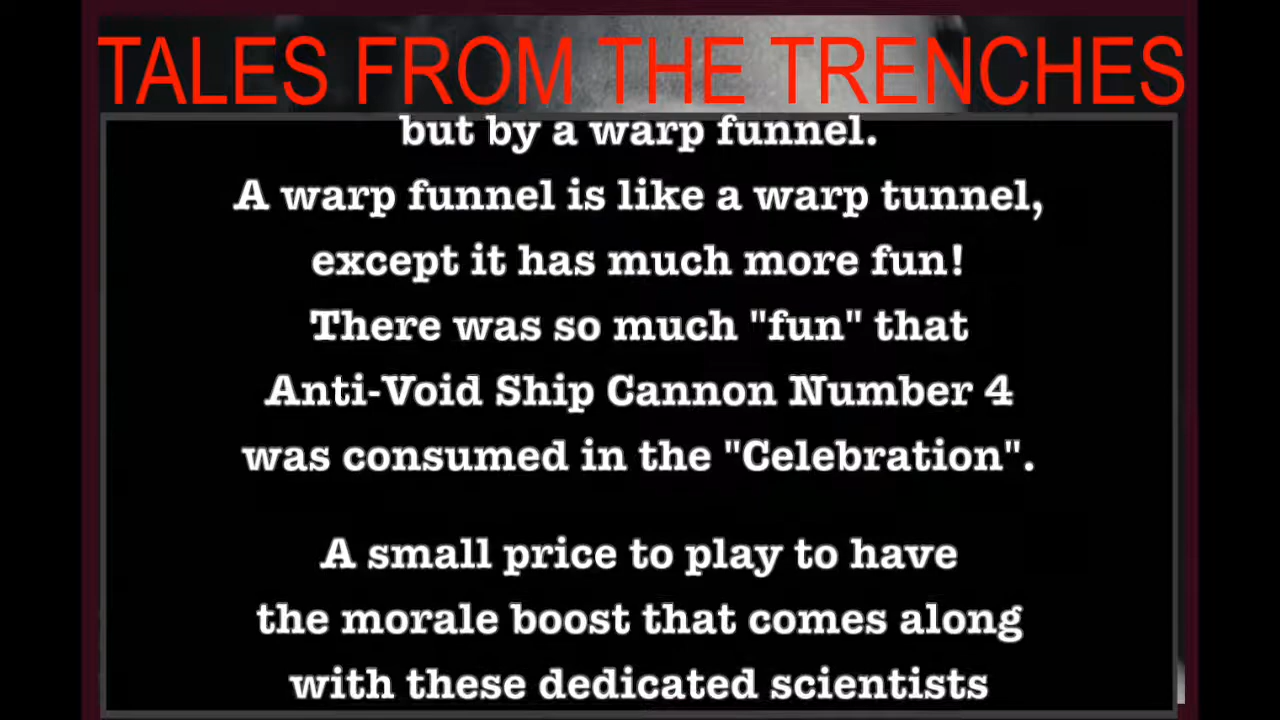 TALES FROM THE TRENCHES
but by a warp funnel.
A warp funnel is like a warp tunnel,
except it has much more fun!
There was so much "fun" that
Anti-Void Ship Cannon Number 4
was consumed in the "Celebration".
A small price to play to have
the morale boost that comes along
with these dedicated scientists